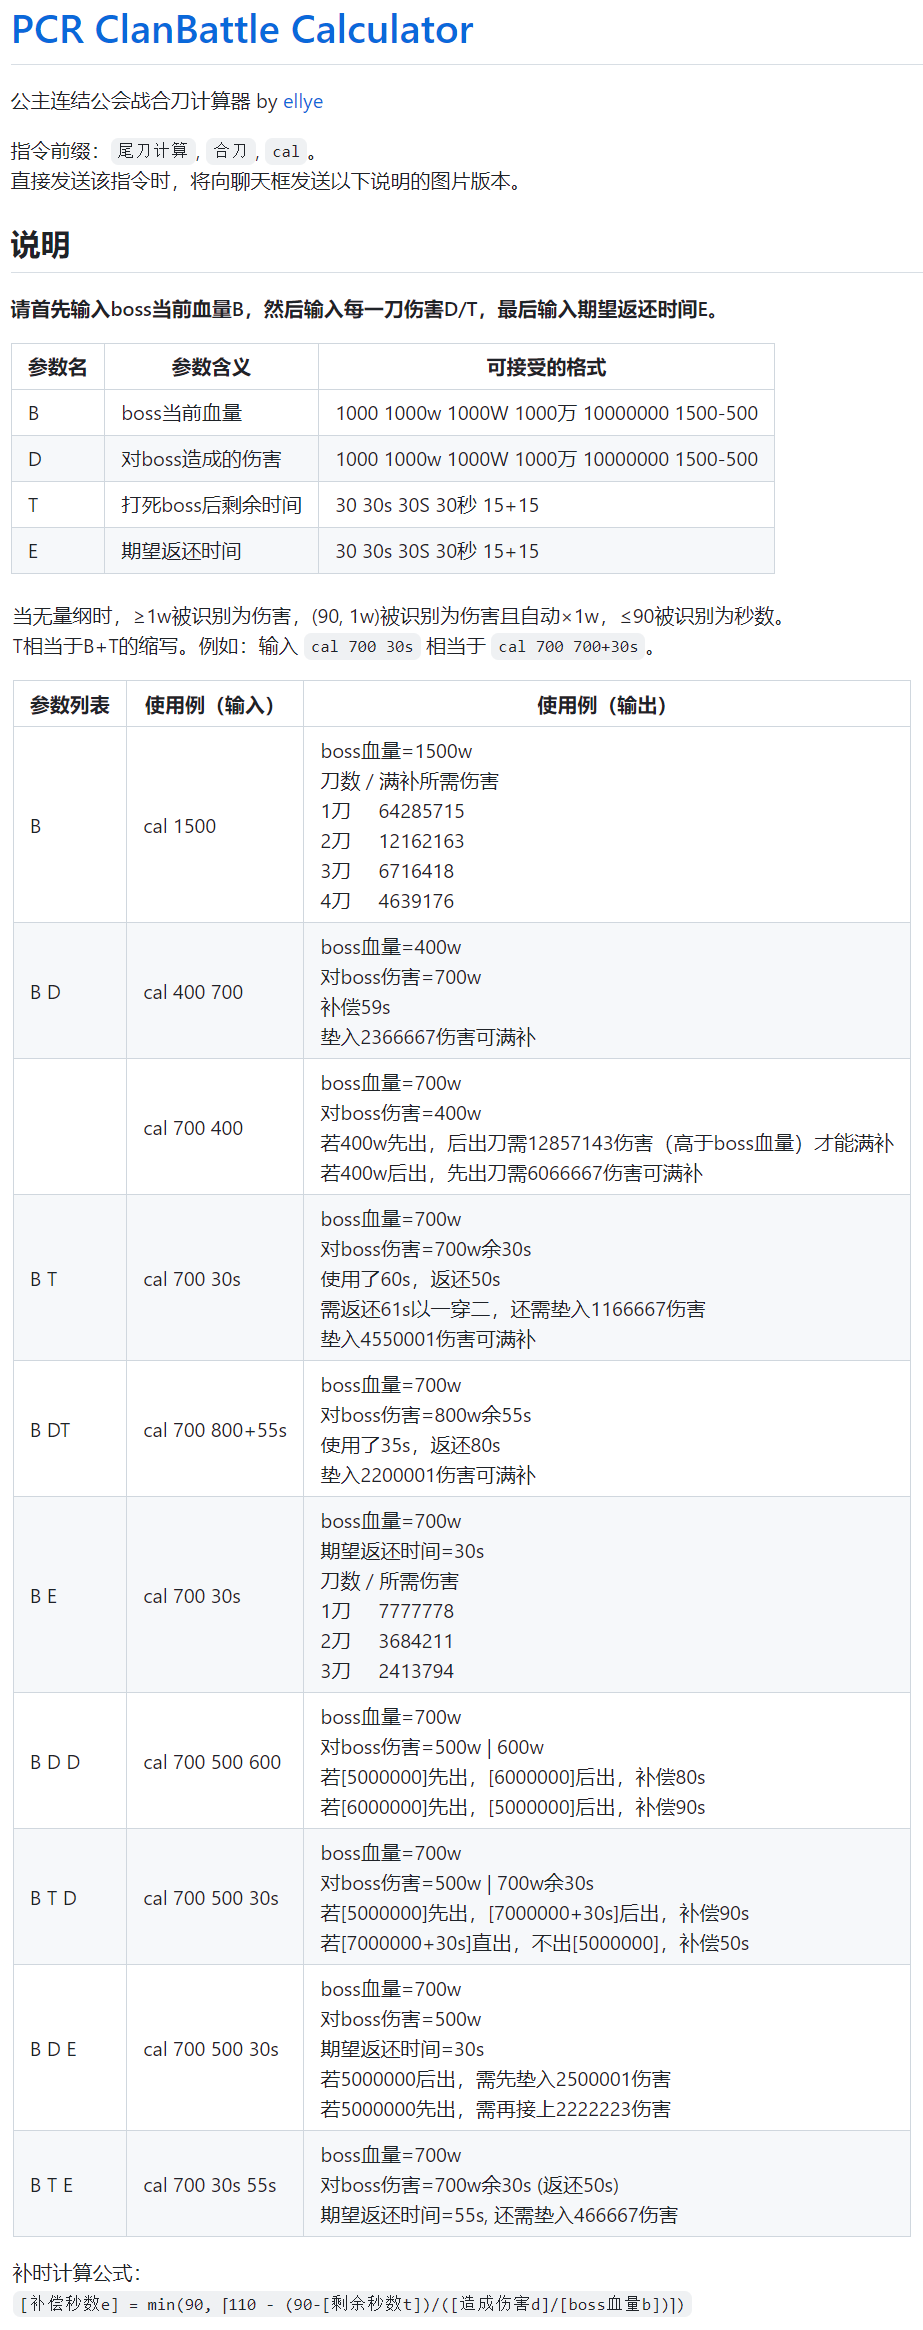 PCR ClanBattle Calculator
公主连结公会战合刀计算器 by ellye
指令前缀：尾刀计算，合刀，cal。
直接发送该指令时，将向聊天框发送以下说明的图片版本。
说明
请首先输入boss当前血量B，然后输入每一刀伤害D/T，最后输入期望返还时间E。
参数名 参数含义 可接受的格式
B boss当前血量 1000 1000w 1000W 1000万 10000000 1500-500
D 对boss造成的伤害 1000 1000w 1000W 1000万 10000000 1500-500
T 打死boss后剩余时间 30 30s 30S 30秒 15+15
E 期望返还时间 30 30s 30S 30秒 15+15
当无量纲时，≥1w被识别为伤害，(90, 1w)被识别为伤害且自动×1w，≤90被识别为秒数。
T相当于B+T的缩写。例如：输入 cal 700 30s 相当于 cal 700 700+30s。
参数列表 使用例（输入） 使用例（输出）
B cal 1500
boss血量=1500w
刀数 / 满补所需伤害
1刀 64285715
2刀 12162163
3刀 6716418
4刀 4639176
B D cal 400 700
boss血量=400w
对boss伤害=700w
补偿59s
垫入2366667伤害可满补
cal 700 400
boss血量=700w
对boss伤害=400w
若400w先出，后出刀需12857143伤害（高于boss血量）才能满补
若400w后出，先出刀需6066667伤害可满补
B T cal 700 30s
boss血量=700w
对boss伤害=700w余30s
使用了60s，返还50s
需返还61s以一穿二，还需垫入1166667伤害
垫入4550001伤害可满补
B DT cal 700 800+55s
boss血量=700w
对boss伤害=800w余55s
使用了35s，返还80s
垫入2200001伤害可满补
B E cal 700 30s
boss血量=700w
期望返还时间=30s
刀数 / 所需伤害
1刀 7777778
2刀 3684211
3刀 2413794
B D D cal 700 500 600
boss血量=700w
对boss伤害=500w | 600w
若[5000000]先出，[6000000]后出，补偿80s
若[6000000]先出，[5000000]后出，补偿90s
B T D cal 700 500 30s
boss血量=700w
对boss伤害=500w | 700w余30s
若[5000000]先出，[7000000+30s]后出，补偿90s
若[7000000+30s]直出，不出[5000000]，补偿50s
B D E cal 700 500 30s
boss血量=700w
对boss伤害=500w
期望返还时间=30s
若5000000后出，需先垫入2500001伤害
若5000000先出，需再接上2222223伤害
B T E cal 700 30s 55s
boss血量=700w
对boss伤害=700w余30s (返还50s)
期望返还时间=55s, 还需垫入466667伤害
补时计算公式：
[补偿秒数e] = min(90, ⌈110 - (90-[剩余秒数t])/([造成伤害d]/[boss血量b])⌉)